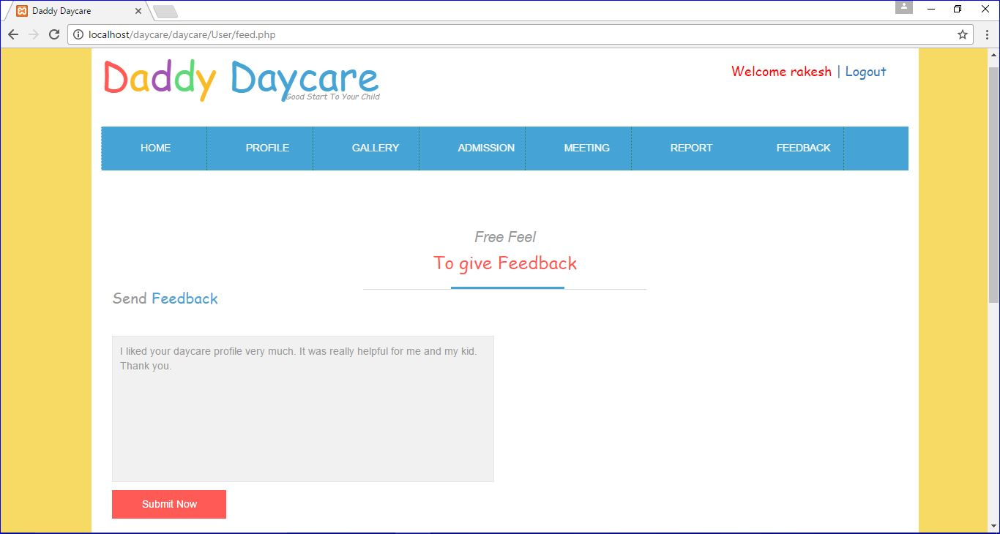 Daddy Daycare
localhost/daycare/daycare/User/feed.php
Daddy Daycare
Good Start To Your Child
Welcome rakesh | Logout
HOME PROFILE GALLERY ADMISSION MEETING REPORT FEEDBACK
Free Feel
To give Feedback
Send Feedback
I liked your daycare profile very much. It was really helpful for me and my kid.
Thank you.
Submit Now